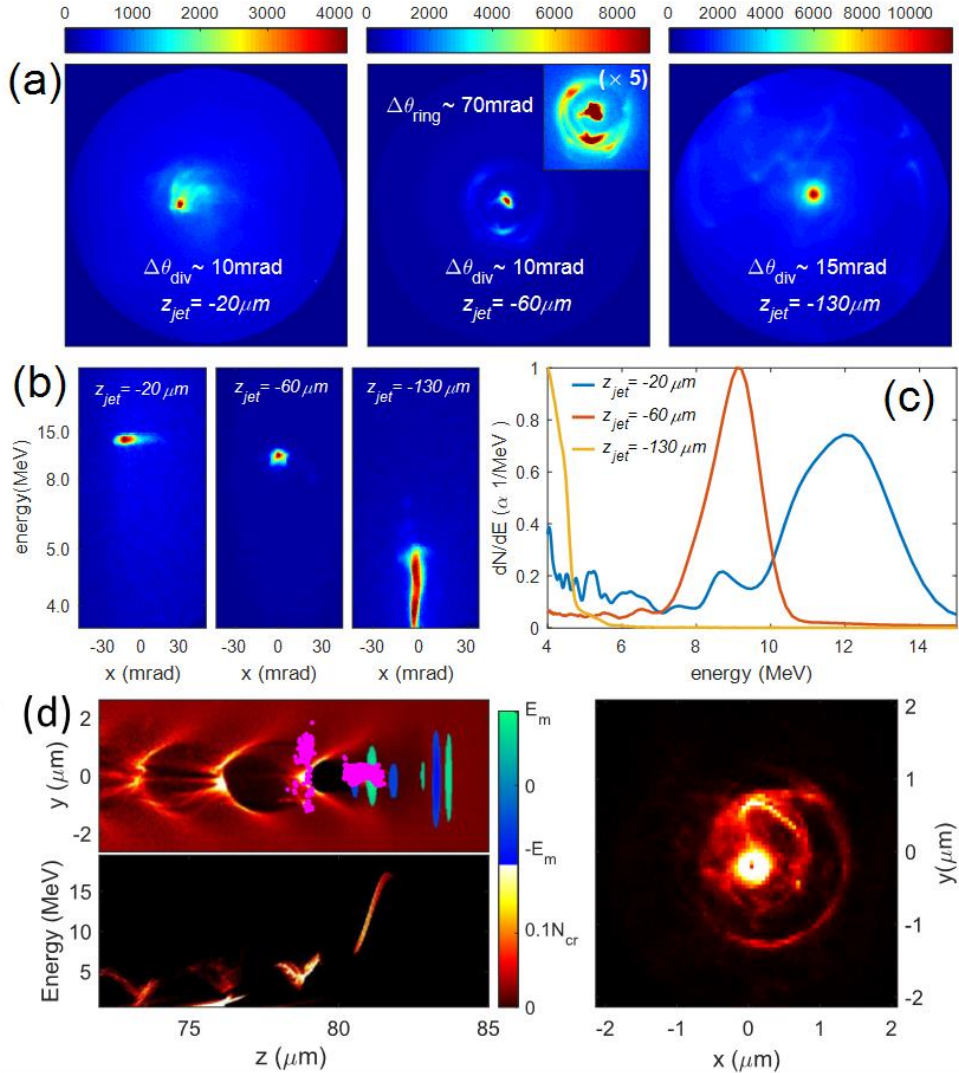 0 1000 2000 3000 4000
0 2000 4000 6000 8000
0 2000 4000 6000 8000 10000
(a)
Δθdiv~ 10mrad
zjet= -20μm
Δθring~ 70mrad
(× 5)
Δθdiv~ 10mrad
zjet= -60μm
Δθdiv~ 15mrad
zjet= -130μm
(b)
energy(MeV)
15.0
8.0
5.0
4.0
zjet= -20 μm
zjet= -60 μm
zjet= -130 μm
-30 0 30
-30 0 30
-30 0 30
x (mrad)
x (mrad)
x (mrad)
(c)
dN/dE (α 1/MeV)
1
0.8
0.6
0.4
0.2
0
zjet= -20 μm
zjet= -60 μm
zjet= -130 μm
4 6 8 10 12 14
energy (MeV)
(d)
y (μm)
2
0
-2
Energy (MeV)
15
10
5
75 80 85
z (μm)
Em
0
-Em
0.1Ncr
0
2
1
0
-1
-2
y(μm)
-2 -1 0 1 2
x (μm)